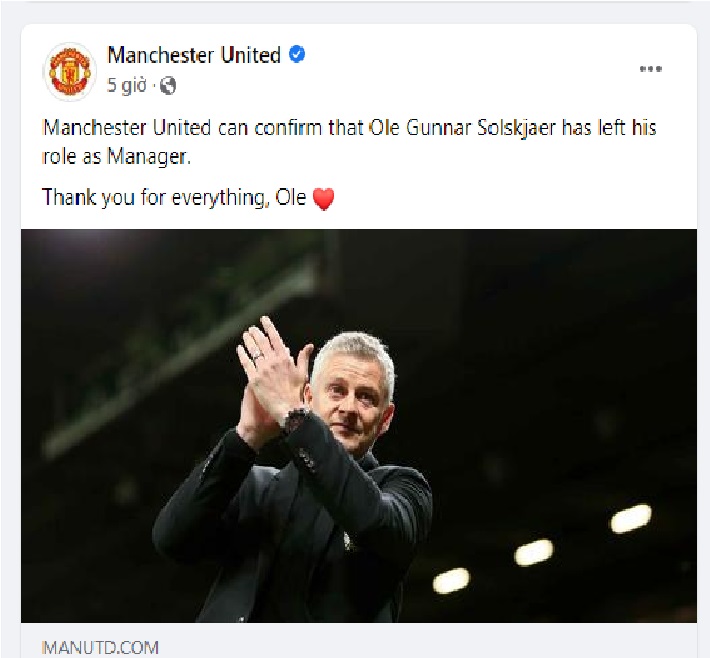 Manchester United
5 giờ ·
Manchester United can confirm that Ole Gunnar Solskjaer has left his
role as Manager.
Thank you for everything, Ole ❤️
MANUTD.COM